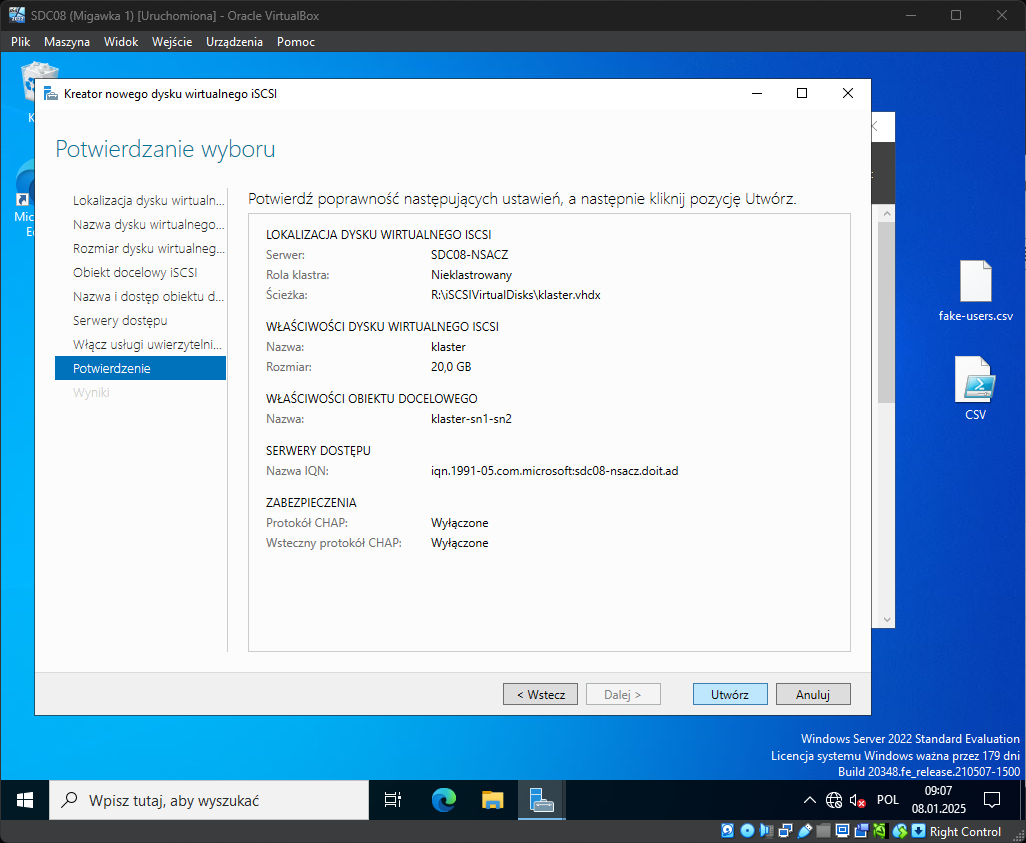 SDC08 (Migawka 1) [Uruchomiona] - Oracle VirtualBox
Plik Maszyna Widok Wejście Urządzenia Pomoc
Kreator nowego dysku wirtualnego iSCSI
Potwierdzanie wyboru
Lokalizacja dysku wirtualn...
Nazwa dysku wirtualnego...
Rozmiar dysku wirtualneg...
Obiekt docelowy iSCSI
Nazwa i dostęp obiektu d...
Serwery dostępu
Włącz usługi uwierzytelni...
Potwierdzenie
Wyniki
Potwierdź poprawność następujących ustawień, a następnie kliknij pozycję Utwórz.
LOKALIZACJA DYSKU WIRTUALNEGO ISCSI
Serwer: SDC08-NSACZ
Rola klastra: Nieklastrowany
Ścieżka: R:\iSCSIVirtualDisks\klaster.vhdx
WŁAŚCIWOŚCI DYSKU WIRTUALNEGO ISCSI
Nazwa: klaster
Rozmiar: 20,0 GB
WŁAŚCIWOŚCI OBIEKTU DOCELOWEGO
Nazwa: klaster-sn1-sn2
SERWERY DOSTĘPU
Nazwa IQN: iqn.1991-05.com.microsoft:sdc08-nsacz.doit.ad
ZABEZPIECZENIA
Protokół CHAP: Wyłączone
Wsteczny protokół CHAP: Wyłączone
< Wstecz Dalej > Utwórz Anuluj
K
Mic
Ec
fake-users.csv
CSV
Windows Server 2022 Standard Evaluation
Licencja systemu Windows ważna przez 179 dni
Build 20348.fe_release.210507-1500
Wpisz tutaj, aby wyszukać
POL
09:07
08.01.2025
Right Control